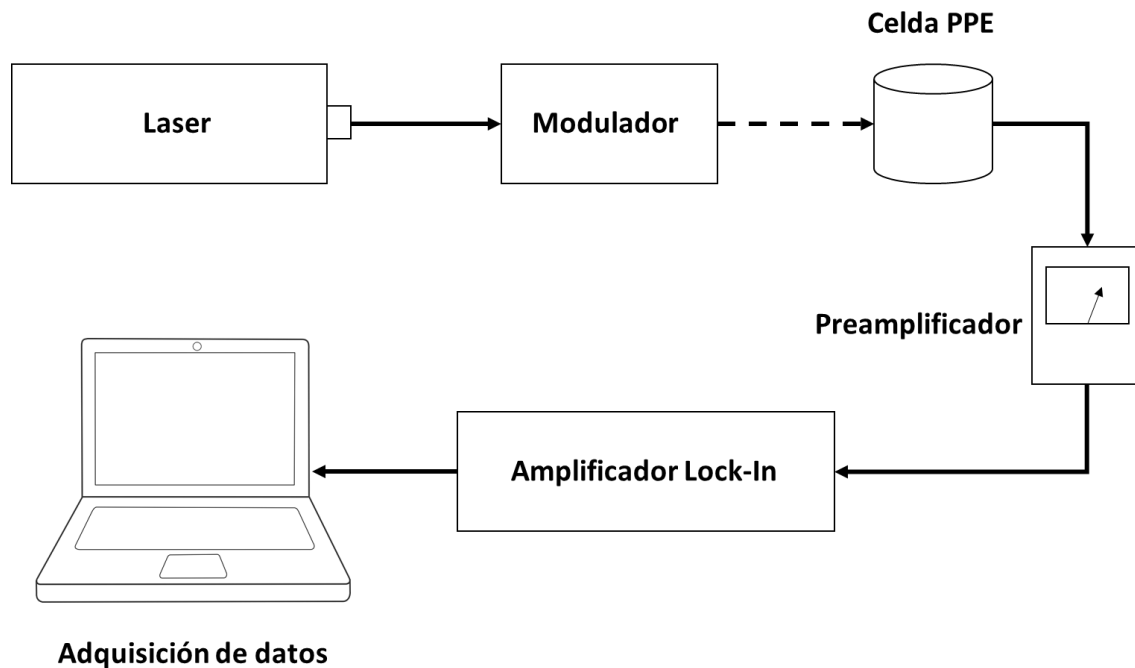 Celda PPE
Laser
Modulador
Preamplificador
Amplificador Lock-In
Adquisición de datos